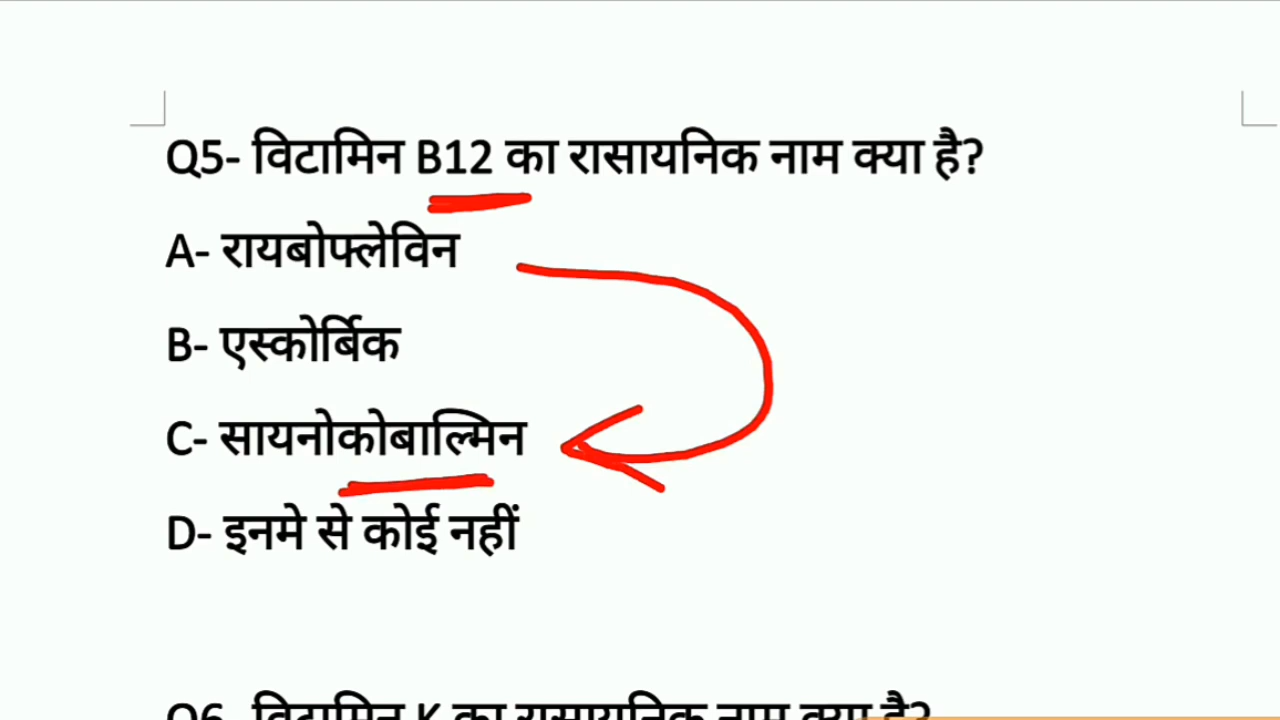 Q5- विटामिन B12 का रासायनिक नाम क्या है?
A- रायबोफ्लेविन
B- एस्कोर्बिक
C- सायनोकोबाल्मिन
D- इनमे से कोई नहीं
Q6- विटामिन K का रासायनिक नाम क्या है?